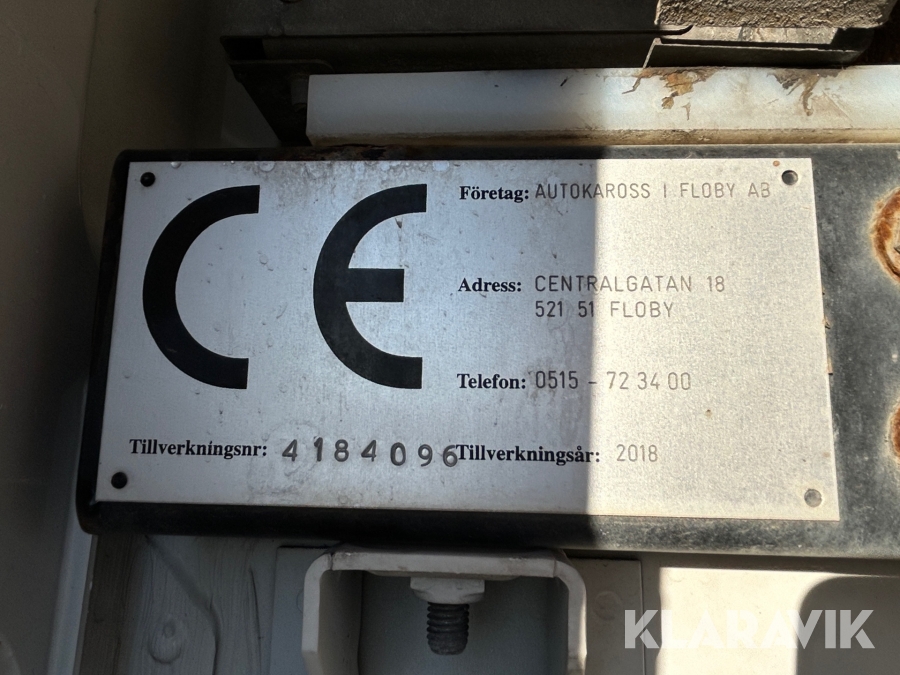 CE
Företag: AUTOKAROSS I FLOBY AB
Adress: CENTRALGATAN 18
521 51 FLOBY
Telefon: 0515 - 72 34 00
Tillverkningsnr: 4184096 Tillverkningsår: 2018
KLARAVIK